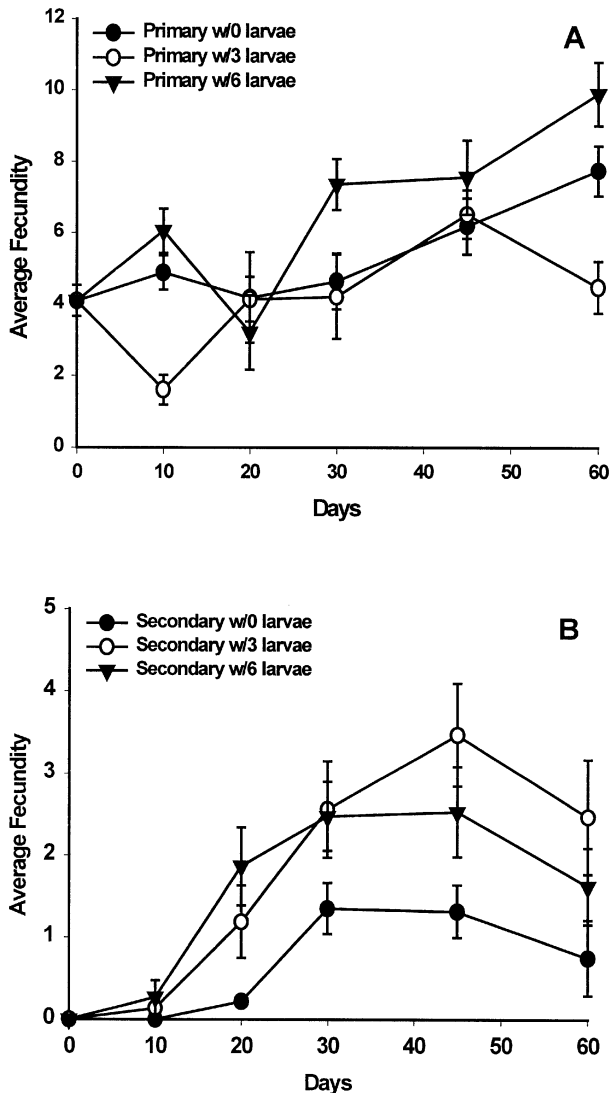 12
10
8
6
4
2
0
Average Fecundity
A
Primary w/0 larvae
Primary w/3 larvae
Primary w/6 larvae
0 10 20 30 40 50 60
Days
5
4
3
2
1
0
Average Fecundity
B
Secondary w/0 larvae
Secondary w/3 larvae
Secondary w/6 larvae
0 10 20 30 40 50 60
Days